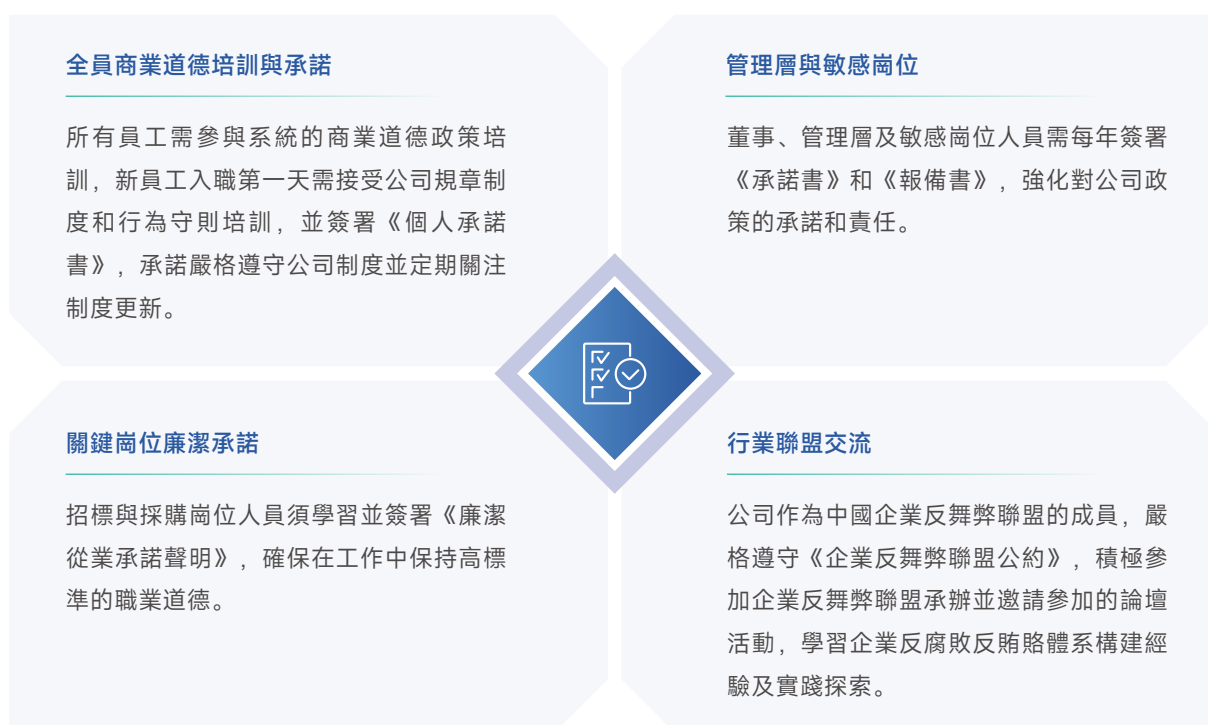 全員商業道德培訓與承諾
所有員工需參與系統的商業道德政策培
訓，新員工入職第一天需接受公司規章制
度和行為守則培訓，並簽署《個人承諾
書》，承諾嚴格遵守公司制度並定期關注
制度更新。
管理層與敏感崗位
董事、管理層及敏感崗位人員需每年簽署
《承諾書》和《報備書》，強化對公司政
策的承諾和責任。
關鍵崗位廉潔承諾
招標與採購崗位人員須學習並簽署《廉潔
從業承諾聲明》，確保在工作中保持高標
準的職業道德。
行業聯盟交流
公司作為中國企業反舞弊聯盟的成員，嚴
格遵守《企業反舞弊聯盟公約》，積極參
加企業反舞弊聯盟承辦並邀請參加的論壇
活動，學習企業反腐敗反賄賂體系構建經
驗及實踐探索。